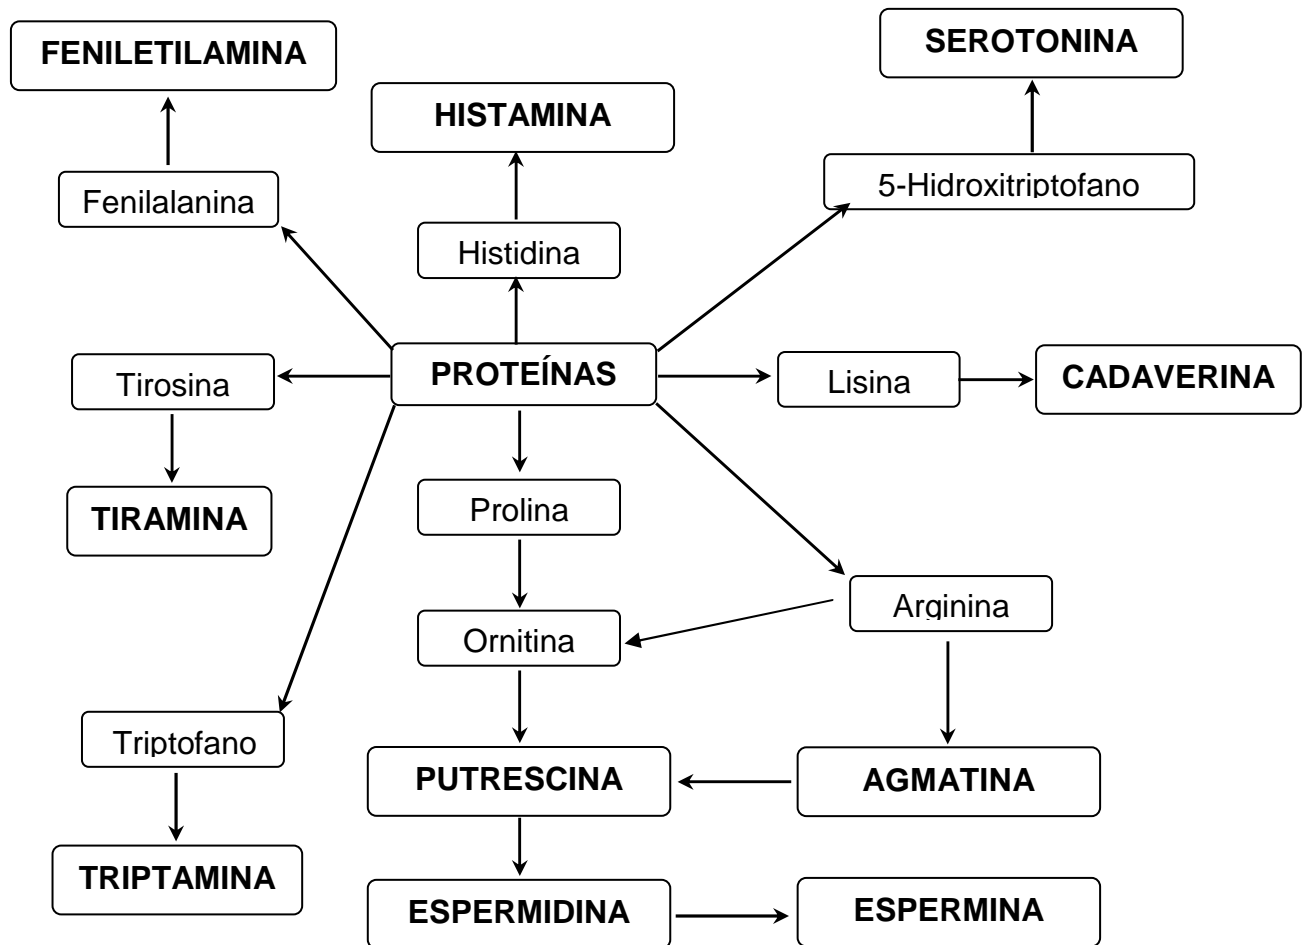 FENILETILAMINA
SEROTONINA
HISTAMINA
Fenilalanina
5-Hidroxitriptofano
Histidina
Tirosina
PROTEÍNAS
Lisina
CADAVERINA
TIRAMINA
Prolina
Arginina
Ornitina
Triptofano
PUTRESCINA
AGMATINA
TRIPTAMINA
ESPERMIDINA
ESPERMINA